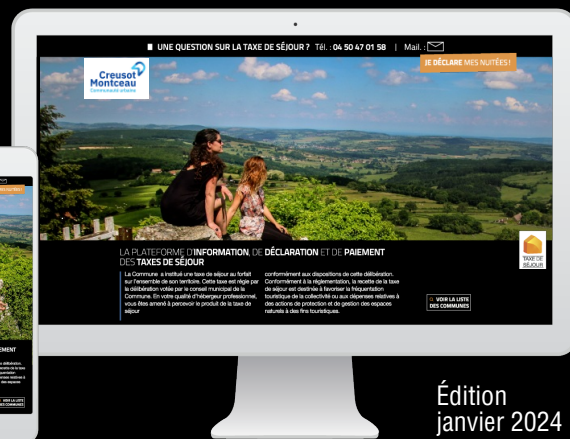 UNE QUESTION SUR LA TAXE DE SÉJOUR ? Tél. : 04 50 47 01 58 | Mail. :
JE DÉCLARE MES NUITÉES !
Creusot
Montceau
Communauté urbaine
LA PLATEFORME D'INFORMATION, DE DÉCLARATION ET DE PAIEMENT
DES TAXES DE SÉJOUR
La Commune a institué une taxe de séjour au forfait
sur l'ensemble de son territoire. Cette taxe est régie par
la délibération votée par le conseil municipal de la
Commune. En votre qualité d'hébergeur professionnel,
vous êtes amené à percevoir le produit de la taxe de
séjour
conformément aux dispositions de cette délibération.
Conformément à la réglementation, la recette de la taxe
de séjour est destinée à favoriser la fréquentation
touristique de la collectivité ou aux dépenses relatives à
des actions de protection et de gestion des espaces
naturels à des fins touristiques.
TAXE DE
SÉJOUR
VOIR LA LISTE
DES COMMUNES
EMENT
VOIR LA LISTE
DES COMMUNES
Édition
janvier 2024